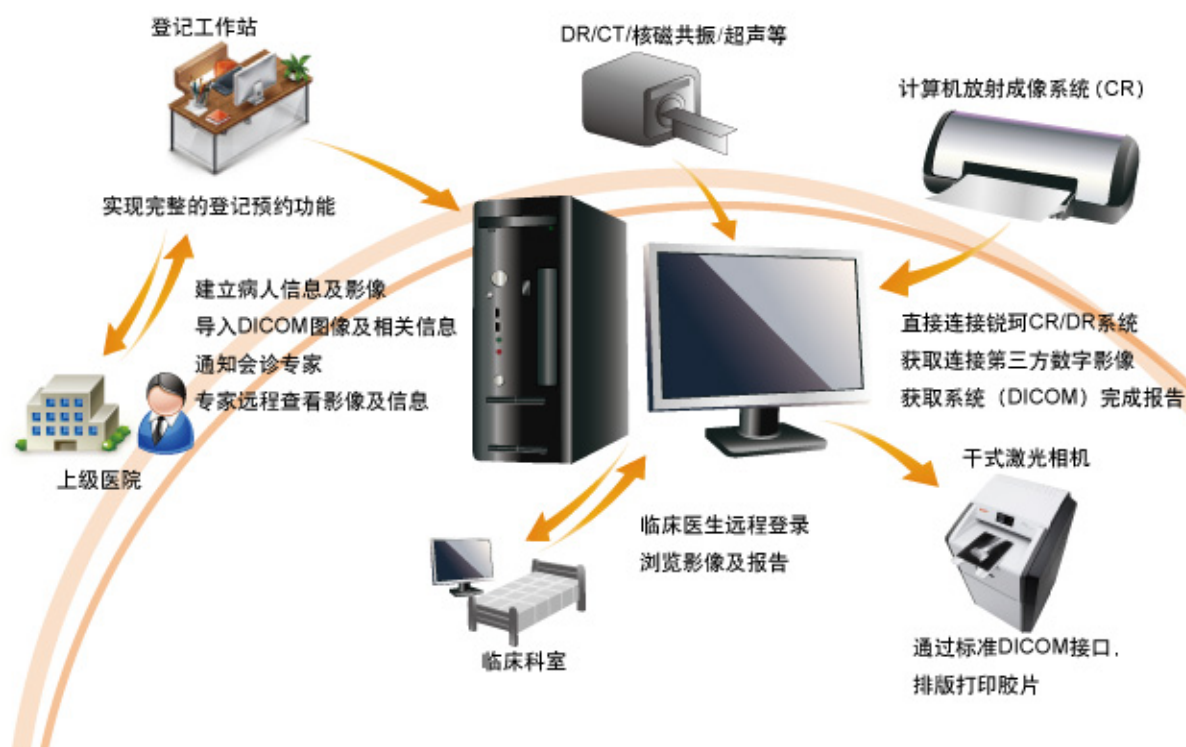 登记工作站
DR/CT/核磁共振/超声等
计算机放射成像系统(CR)
实现完整的登记预约功能
建立病人信息及影像
导入DICOM图像及相关信息
通知会诊专家
专家远程查看影像及信息
上级医院
直接连接锐珂CR/DR系统
获取连接第三方数字影像
获取系统（DICOM）完成报告
干式激光相机
临床医生远程登录
浏览影像及报告
临床科室
通过标准DICOM接口，
排版打印胶片